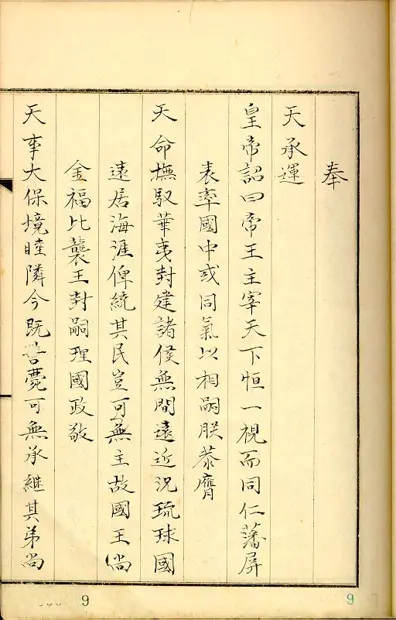 奉
天承運
皇帝詔曰帝王主宰天下恒一視而同仁藩屏
表率國中或同氣以相嗣朕恭膺
天命撫馭華夷封建諸侯無間遠近況琉球國
遠居海涯俾統其民豈可無主故國王尚
金福比襲王封嗣理國政敬
天事大保境睦隣今既告薨可無承繼其弟尚
9
9